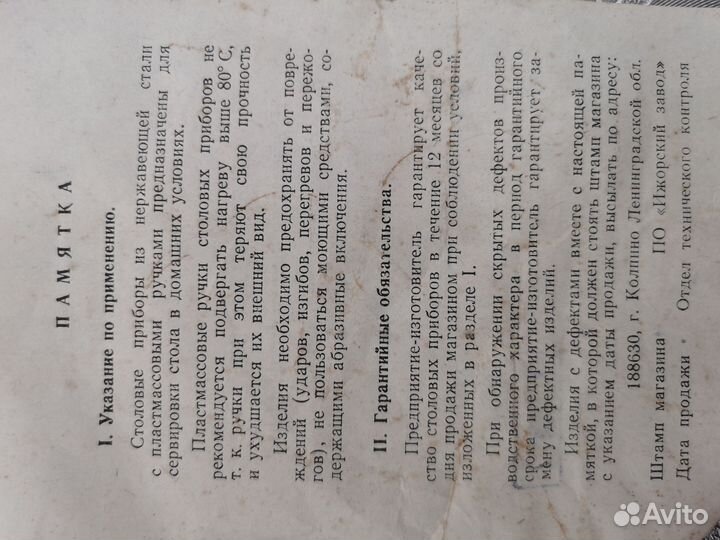 ПАМЯТКА
I. Указание по применению.
Столовые приборы из нержавеющей стали
с пластмассовыми ручками предназначены для
сервировки стола в домашних условиях.
Пластмассовые ручки столовых приборов не
рекомендуется подвергать нагреву выше 80° С,
т. к. ручки при этом теряют свою прочность
и ухудшается их внешний вид.
Изделия необходимо предохранять от повре-
ждений (ударов, изгибов, перегревов и пережо-
гов), не пользоваться моющими средствами, со-
держащими абразивные включения.
II. Гарантийные обязательства.
Предприятие-изготовитель гарантирует каче-
ство столовых приборов в течение 12 месяцев со
дня продажи магазином при соблюдении условий,
изложенных в разделе I.
При обнаружении скрытых дефектов произ-
водственного характера в период гарантийного
срока предприятие-изготовитель гарантирует за-
мену дефектных изделий.
Изделия с дефектами вместе с настоящей па-
мяткой, в которой должен стоять штамп магазина
с указанием даты продажи, высылать по адресу:
188630, г. Колпино Ленинградской обл.
Штамп магазина ПО «Ижорский завод»
Дата продажи Отдел технического контроля
Avito